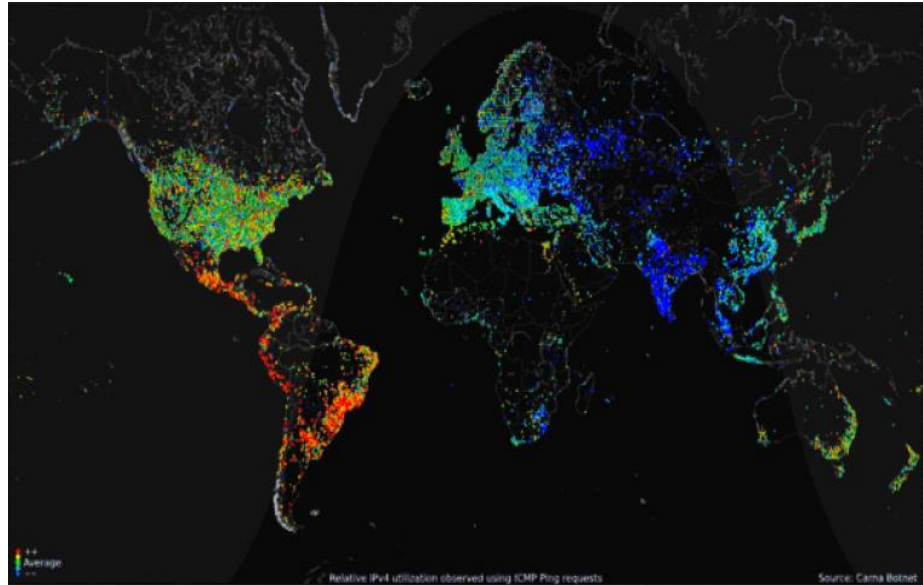 ++
Average
--
Relative IPv4 utilization observed using ICMP Ping requests
Source: Carna Botnet